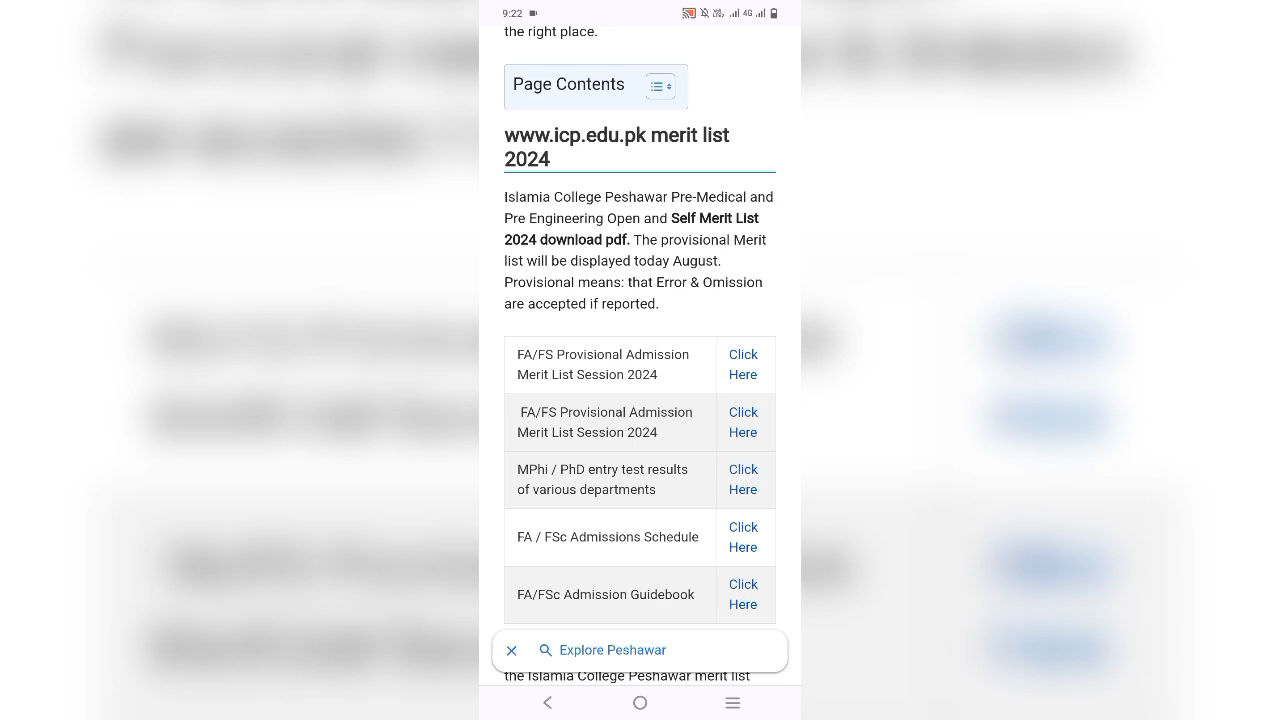 9:22
4G
the right place.
Page Contents
www.icp.edu.pk merit list
2024
Islamia College Peshawar Pre-Medical and
Pre Engineering Open and Self Merit List
2024 download pdf. The provisional Merit
list will be displayed today August.
Provisional means: that Error & Omission
are accepted if reported.
FA/FS Provisional Admission Click
Merit List Session 2024 Here
FA/FS Provisional Admission Click
Merit List Session 2024 Here
MPhi / PhD entry test results Click
of various departments Here
FA / FSc Admissions Schedule Click
Here
FA/FSc Admission Guidebook Click
Here
Explore Peshawar
the Islamia College Peshawar merit list